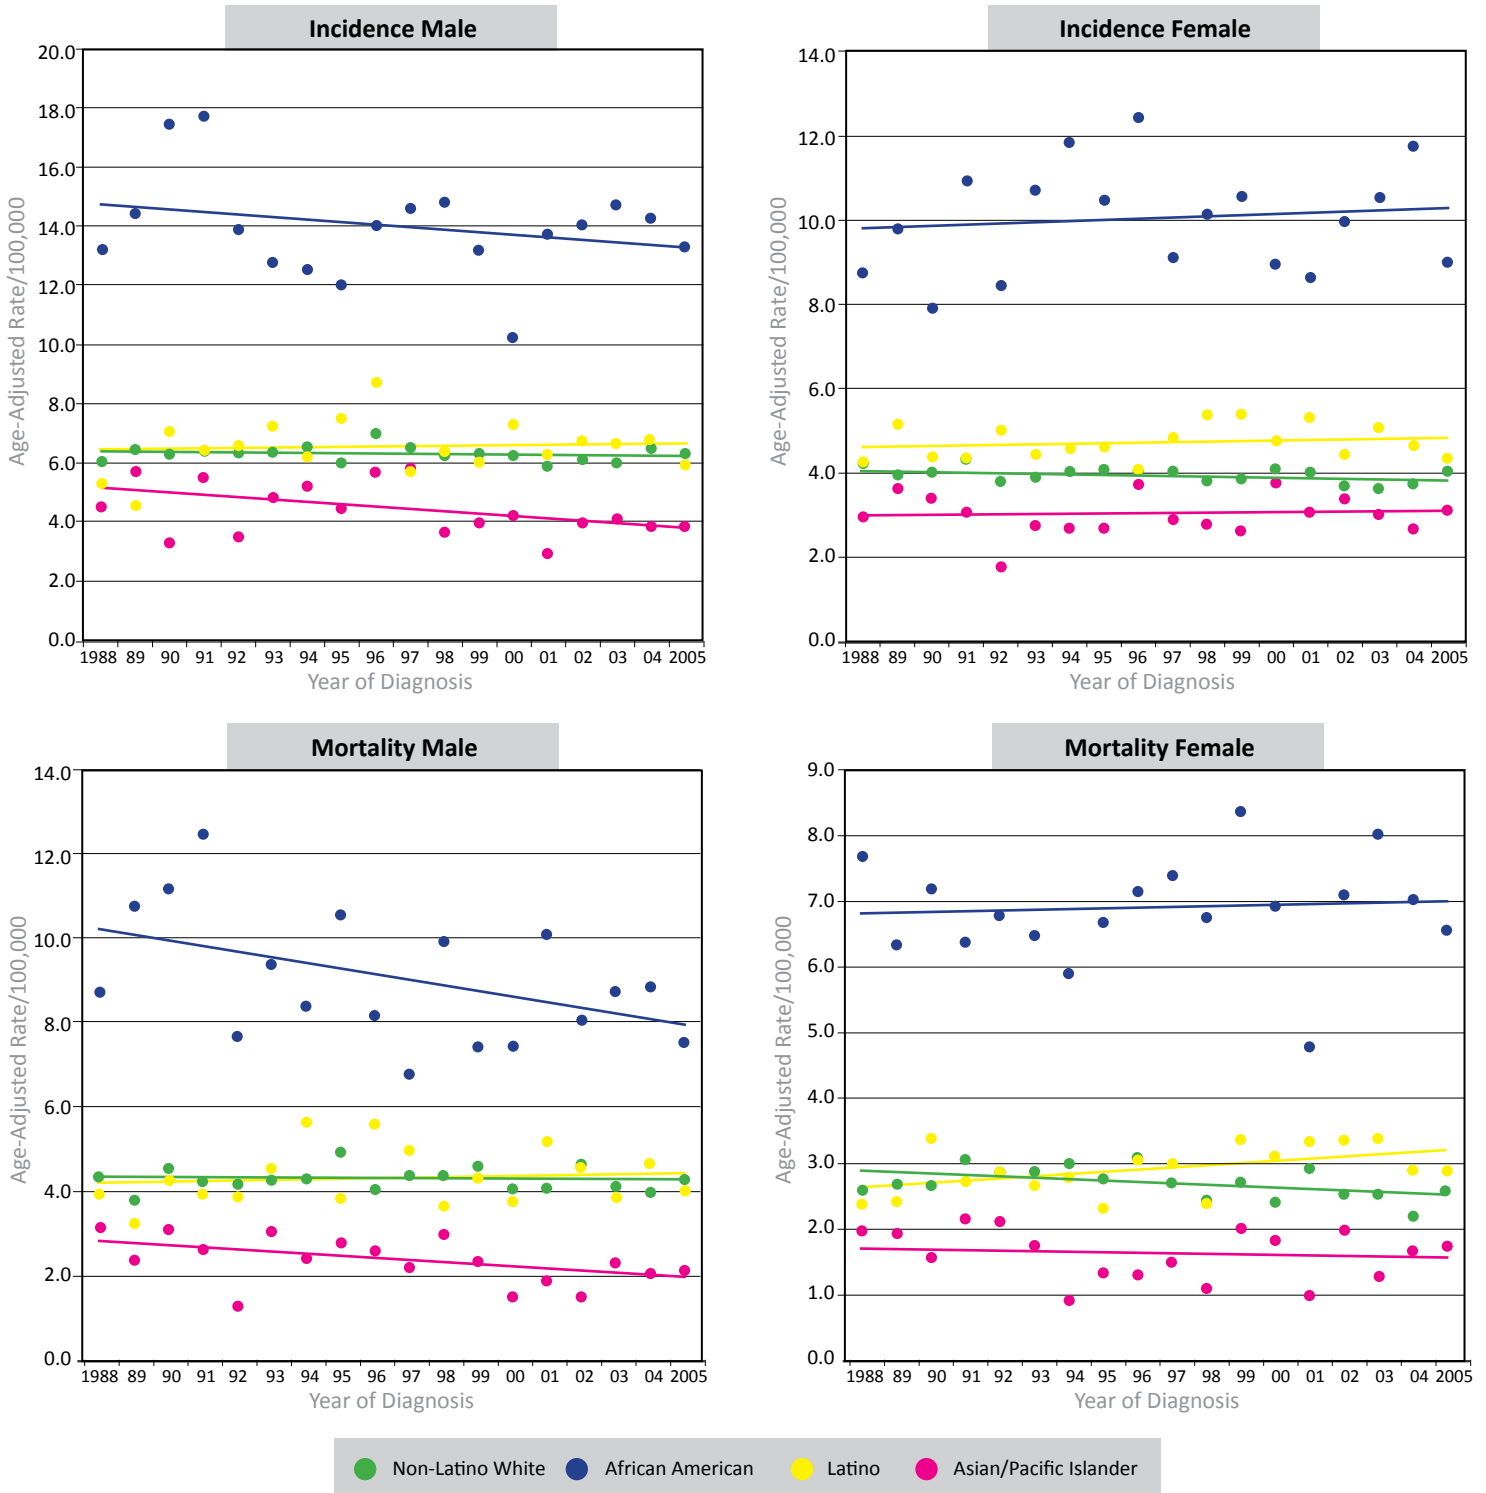 Incidence Male
Age-Adjusted Rate/100,000
20.0
18.0
16.0
14.0
12.0
10.0
8.0
6.0
4.0
2.0
0.0
1988 89 90 91 92 93 94 95 96 97 98 99 00 01 02 03 04 2005
Year of Diagnosis
Incidence Female
Age-Adjusted Rate/100,000
14.0
12.0
10.0
8.0
6.0
4.0
2.0
0.0
1988 89 90 91 92 93 94 95 96 97 98 99 00 01 02 03 04 2005
Year of Diagnosis
Mortality Male
Age-Adjusted Rate/100,000
14.0
12.0
10.0
8.0
6.0
4.0
2.0
0.0
1988 89 90 91 92 93 94 95 96 97 98 99 00 01 02 03 04 2005
Year of Diagnosis
Mortality Female
Age-Adjusted Rate/100,000
9.0
8.0
7.0
6.0
5.0
4.0
3.0
2.0
1.0
0.0
1988 89 90 91 92 93 94 95 96 97 98 99 00 01 02 03 04 2005
Year of Diagnosis
Non-Latino White African American Latino Asian/Pacific Islander